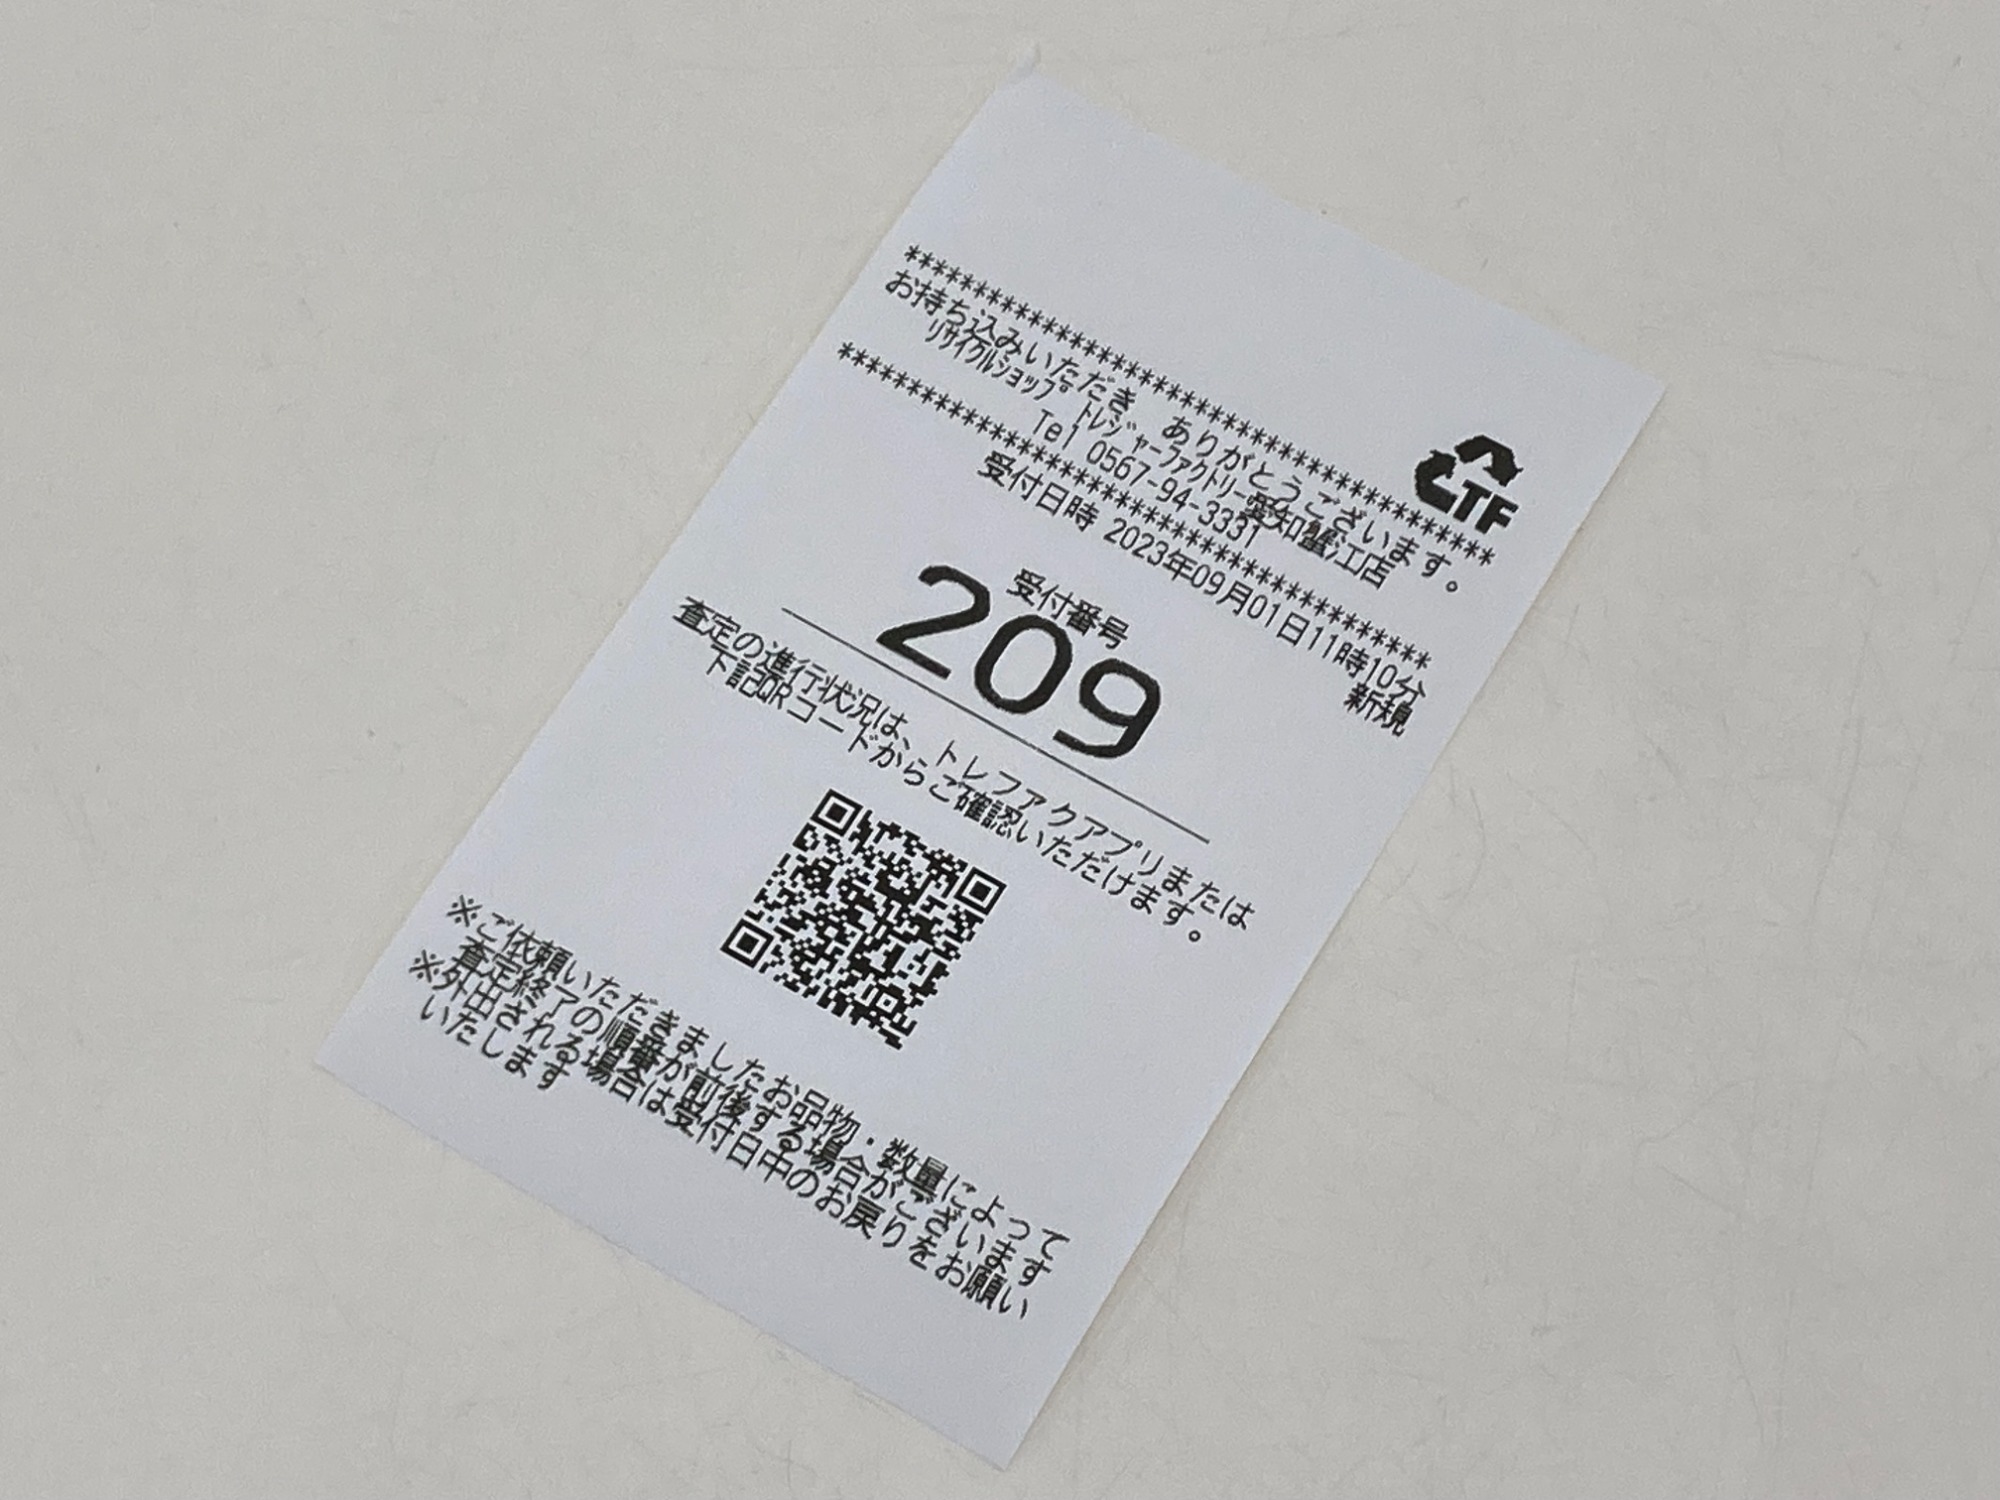 TF
******************************************
お持ち込みいただき、ありがとうございます。
ﾘｻｲｸﾙｼｮｯﾌﾟ ﾄﾚｼﾞｬｰﾌｧｸﾄﾘｰ愛知蟹江店
Tel 0567-94-3331
******************************************
受付日時 2023年09月01日11時10分
新規
受付番号
209
査定の進行状況は、トレファクアプリまたは
下記QRコードからご確認いただけます。
※ご依頼いただきましたお品物・数量によって
査定終了の順番が前後する場合がございます
※外出される場合は受付日中のお戻りをお願い
いたします